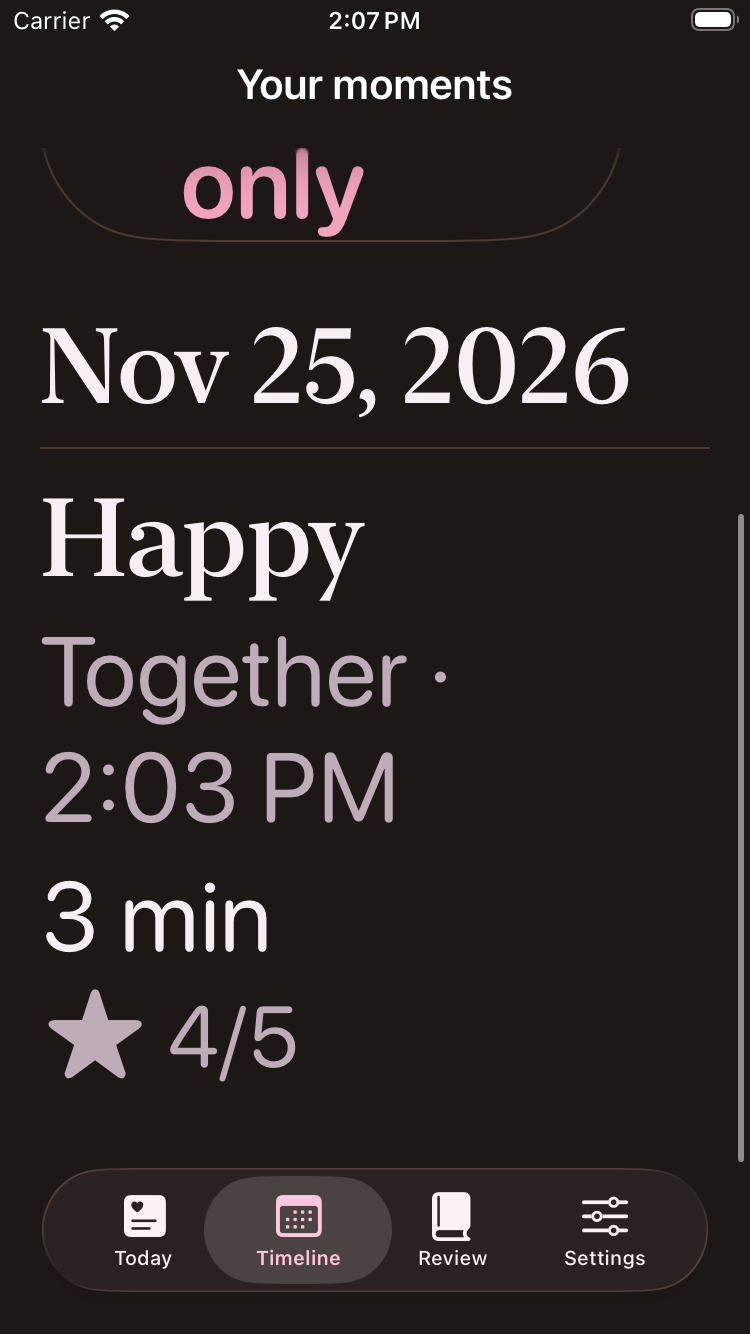 Carrier 2:07 PM
Your moments
only
Nov 25, 2026
Happy
Together ·
2:03 PM
3 min
4/5
Today Timeline Review Settings